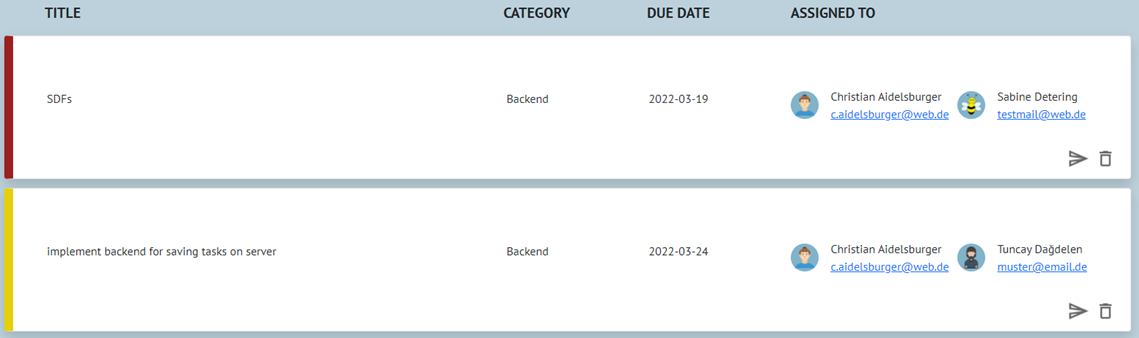 TITLE CATEGORY DUE DATE ASSIGNED TO
SDFs Backend 2022-03-19 Christian Aidelsburger Sabine Detering
c.aidelsburger@web.de testmail@web.de
implement backend for saving tasks on server Backend 2022-03-24 Christian Aidelsburger Tuncay Dağdelen
c.aidelsburger@web.de muster@email.de